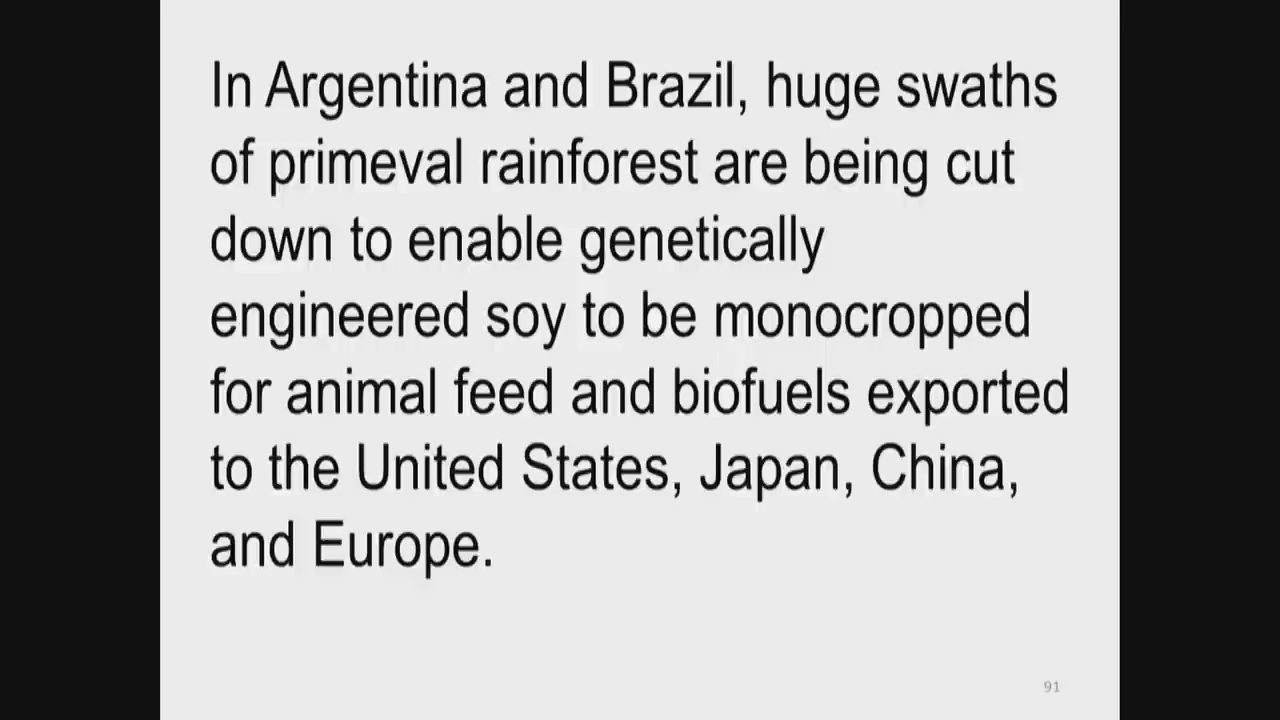 In Argentina and Brazil, huge swaths
of primeval rainforest are being cut
down to enable genetically
engineered soy to be monocropped
for animal feed and biofuels exported
to the United States, Japan, China,
and Europe.
91